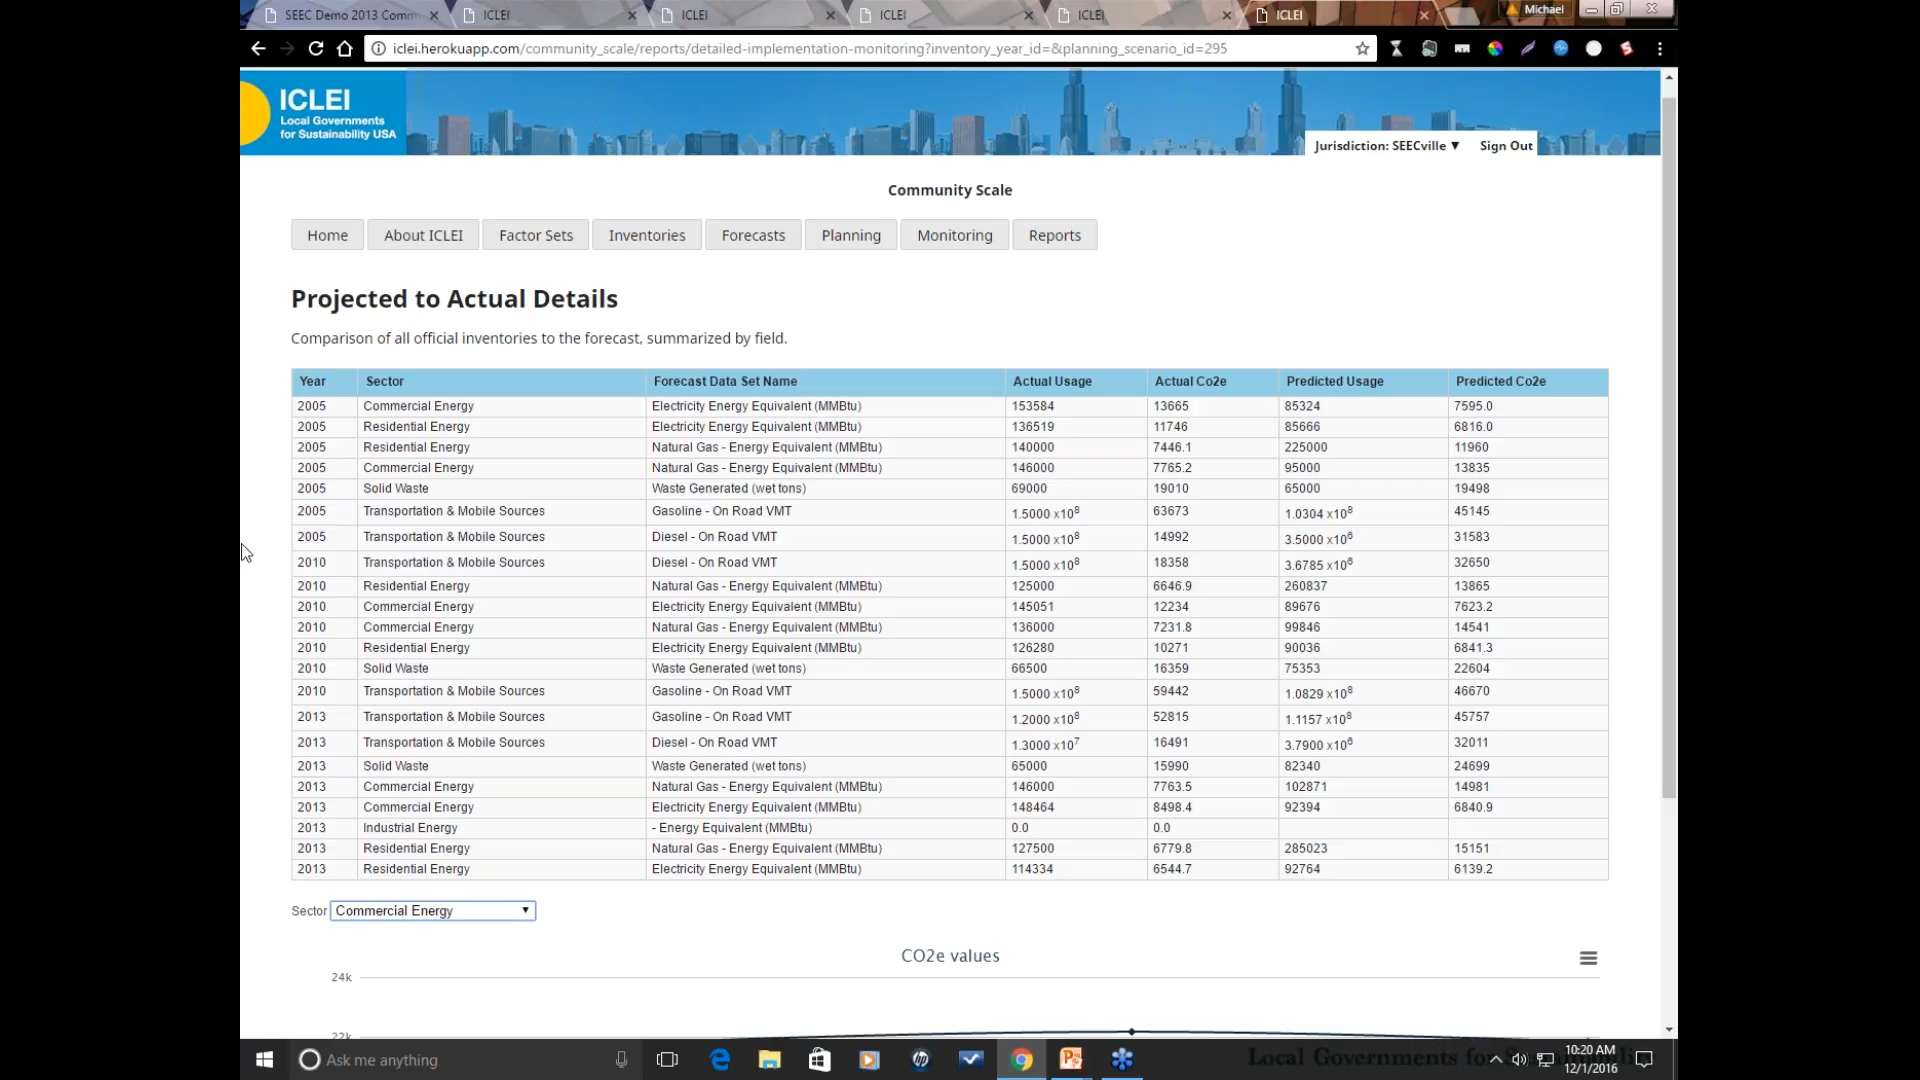 SEEC Demo 2013 Comm
ICLEI
ICLEI
ICLEI
ICLEI
ICLEI
Michael
iclei.herokuapp.com/community_scale/reports/detailed-implementation-monitoring?inventory_year_id=&planning_scenario_id=295
ICLEI
Local Governments
for Sustainability USA
Jurisdiction: SEECville ▼ Sign Out
Community Scale
Home About ICLEI Factor Sets Inventories Forecasts Planning Monitoring Reports
Projected to Actual Details
Comparison of all official inventories to the forecast, summarized by field.
Year Sector Forecast Data Set Name Actual Usage Actual Co2e Predicted Usage Predicted Co2e
2005 Commercial Energy Electricity Energy Equivalent (MMBtu) 153584 13665 85324 7595.0
2005 Residential Energy Electricity Energy Equivalent (MMBtu) 136519 11746 85666 6816.0
2005 Residential Energy Natural Gas - Energy Equivalent (MMBtu) 140000 7446.1 225000 11960
2005 Commercial Energy Natural Gas - Energy Equivalent (MMBtu) 146000 7765.2 95000 13835
2005 Solid Waste Waste Generated (wet tons) 69000 19010 65000 19498
2005 Transportation & Mobile Sources Gasoline - On Road VMT 1.5000 x10⁸ 63673 1.0304 x10⁸ 45145
2005 Transportation & Mobile Sources Diesel - On Road VMT 1.5000 x10⁸ 14992 3.5000 x10⁶ 31583
2010 Transportation & Mobile Sources Diesel - On Road VMT 1.5000 x10⁸ 18358 3.6785 x10⁶ 32650
2010 Residential Energy Natural Gas - Energy Equivalent (MMBtu) 125000 6646.9 260837 13865
2010 Commercial Energy Electricity Energy Equivalent (MMBtu) 145051 12234 89676 7623.2
2010 Commercial Energy Natural Gas - Energy Equivalent (MMBtu) 136000 7231.8 99846 14541
2010 Residential Energy Electricity Energy Equivalent (MMBtu) 126280 10271 90036 6841.3
2010 Solid Waste Waste Generated (wet tons) 66500 16359 75353 22604
2010 Transportation & Mobile Sources Gasoline - On Road VMT 1.5000 x10⁸ 59442 1.0829 x10⁸ 46670
2013 Transportation & Mobile Sources Gasoline - On Road VMT 1.2000 x10⁸ 52815 1.1157 x10⁸ 45757
2013 Transportation & Mobile Sources Diesel - On Road VMT 1.3000 x10⁷ 16491 3.7900 x10⁶ 32011
2013 Solid Waste Waste Generated (wet tons) 65000 15990 82340 24699
2013 Commercial Energy Natural Gas - Energy Equivalent (MMBtu) 146000 7763.5 102871 14981
2013 Commercial Energy Electricity Energy Equivalent (MMBtu) 148464 8498.4 92394 6840.9
2013 Industrial Energy - Energy Equivalent (MMBtu) 0.0 0.0
2013 Residential Energy Natural Gas - Energy Equivalent (MMBtu) 127500 6779.8 285023 15151
2013 Residential Energy Electricity Energy Equivalent (MMBtu) 114334 6544.7 92764 6139.2
Sector Commercial Energy ▼
CO2e values
24k
22k
Ask me anything
Local Governments for
10:20 AM
12/1/2016